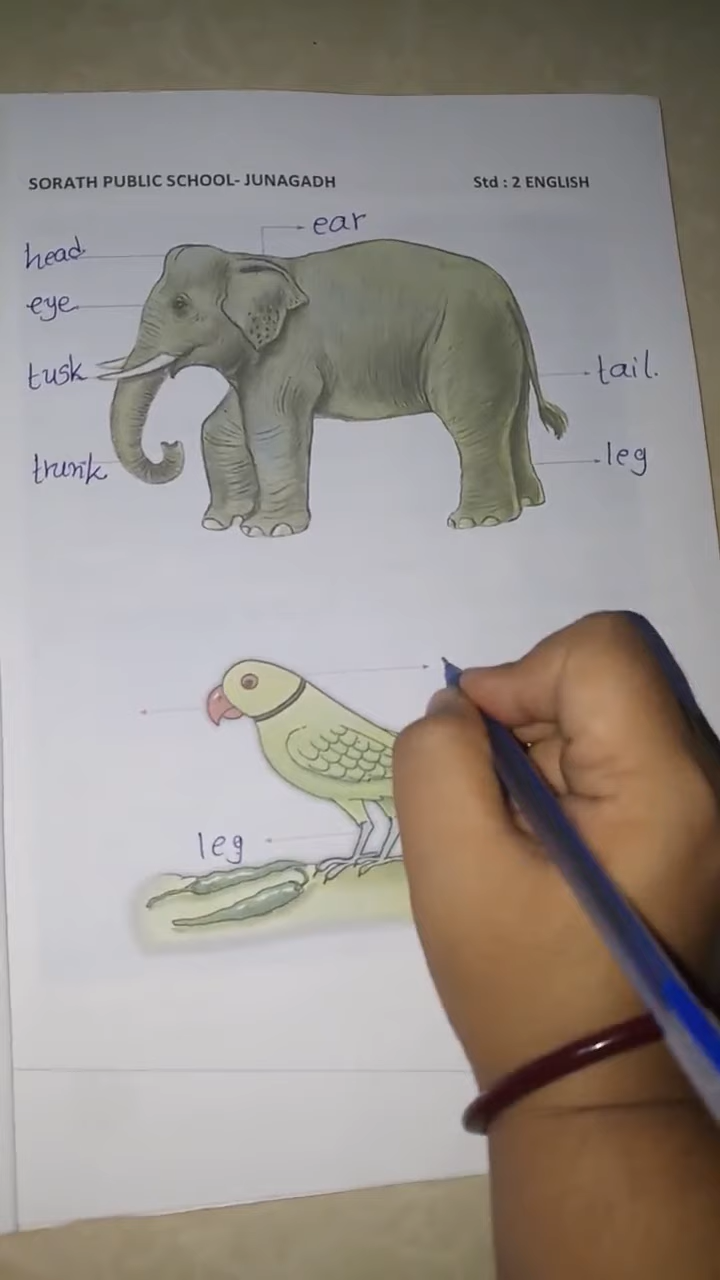 SORATH PUBLIC SCHOOL- JUNAGADH
Std : 2 ENGLISH
ear
head
eye
tusk
tail.
trunk
leg
leg